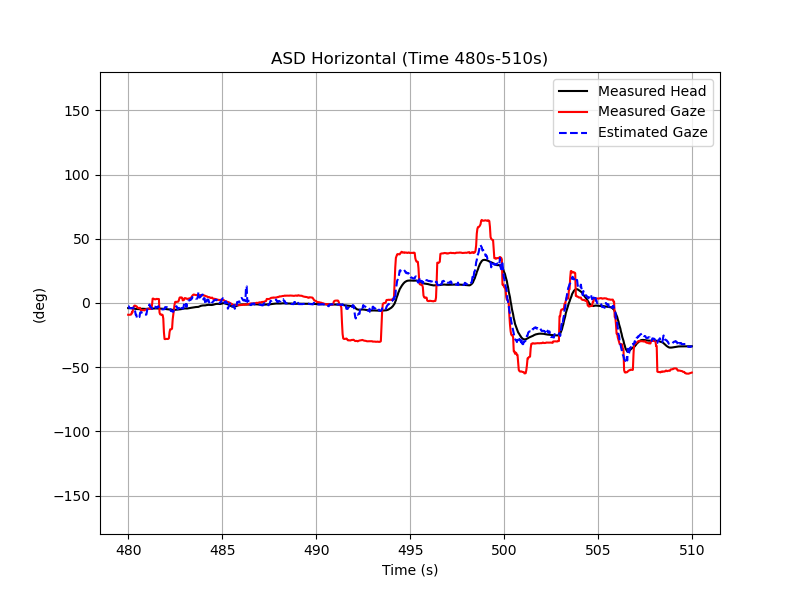 ASD Horizontal (Time 480s-510s)
Measured Head
Measured Gaze
Estimated Gaze
150
100
50
0
−50
−100
−150
(deg)
480 485 490 495 500 505 510
Time (s)